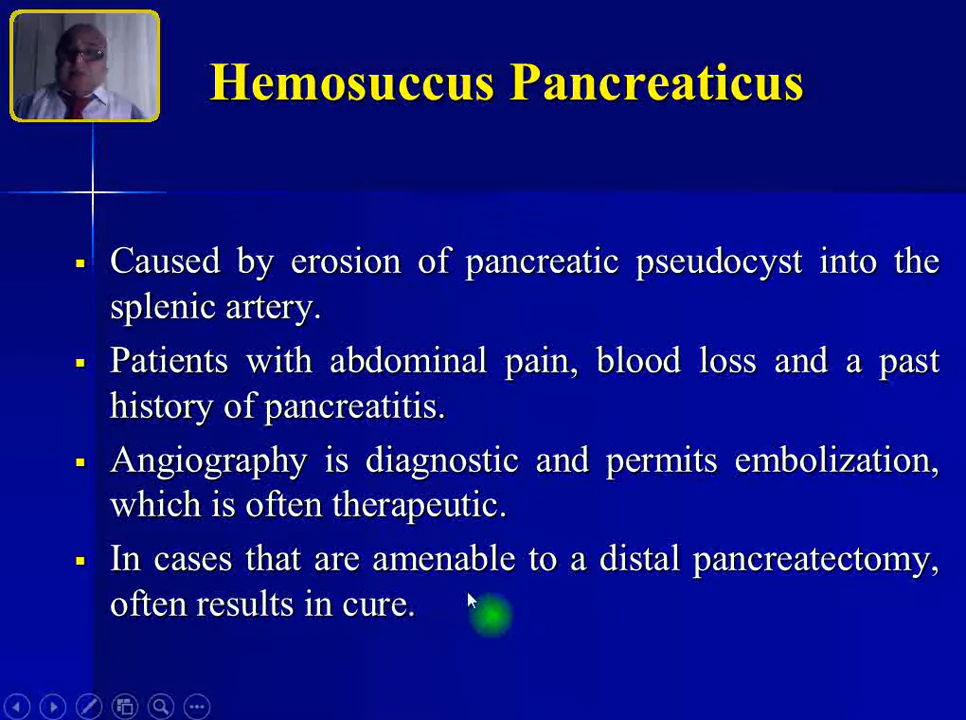 Hemosuccus Pancreaticus
Caused by erosion of pancreatic pseudocyst into the
splenic artery.
Patients with abdominal pain, blood loss and a past
history of pancreatitis.
Angiography is diagnostic and permits embolization,
which is often therapeutic.
In cases that are amenable to a distal pancreatectomy,
often results in cure.